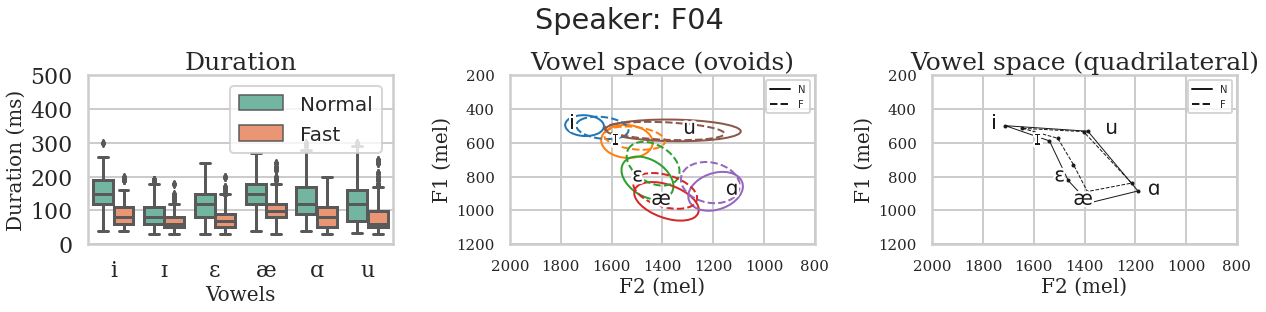 Speaker: F04
Duration
500
400
300
200
100
0
Duration (ms)
Normal
Fast
i ɪ ɛ æ ɑ u
Vowels
Vowel space (ovoids)
200
400
600
800
1000
1200
F1 (mel)
N
F
i
ɪ
u
ɛ
æ
ɑ
2000 1800 1600 1400 1200 1000 800
F2 (mel)
Vowel space (quadrilateral)
200
400
600
800
1000
1200
F1 (mel)
N
F
i
ɪ
u
ɛ
æ
ɑ
2000 1800 1600 1400 1200 1000 800
F2 (mel)